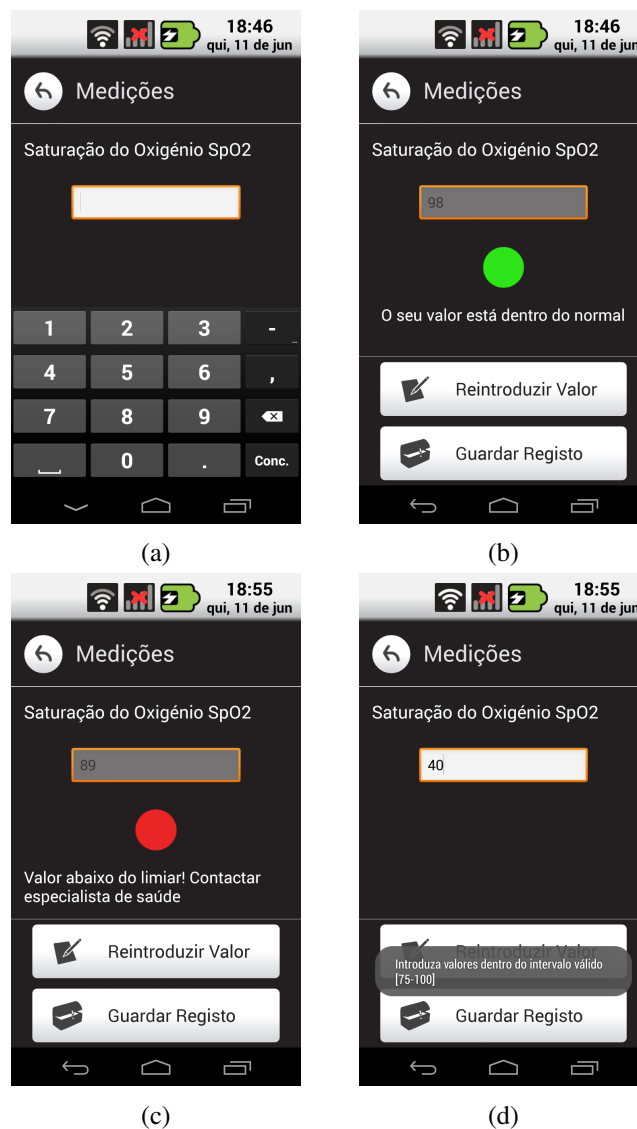 18:46
qui, 11 de jun
Medições
Saturação do Oxigénio SpO2
1 2 3 -
4 5 6 ,
7 8 9
0 . Conc.
(a)
18:46
qui, 11 de jun
Medições
Saturação do Oxigénio SpO2
98
O seu valor está dentro do normal
Reintroduzir Valor
Guardar Registo
(b)
18:55
qui, 11 de jun
Medições
Saturação do Oxigénio SpO2
89
Valor abaixo do limiar! Contactar
especialista de saúde
Reintroduzir Valor
Guardar Registo
(c)
18:55
qui, 11 de jun
Medições
Saturação do Oxigénio SpO2
40
Reintroduzir Valor
Introduza valores dentro do intervalo válido
[75-100]
Guardar Registo
(d)